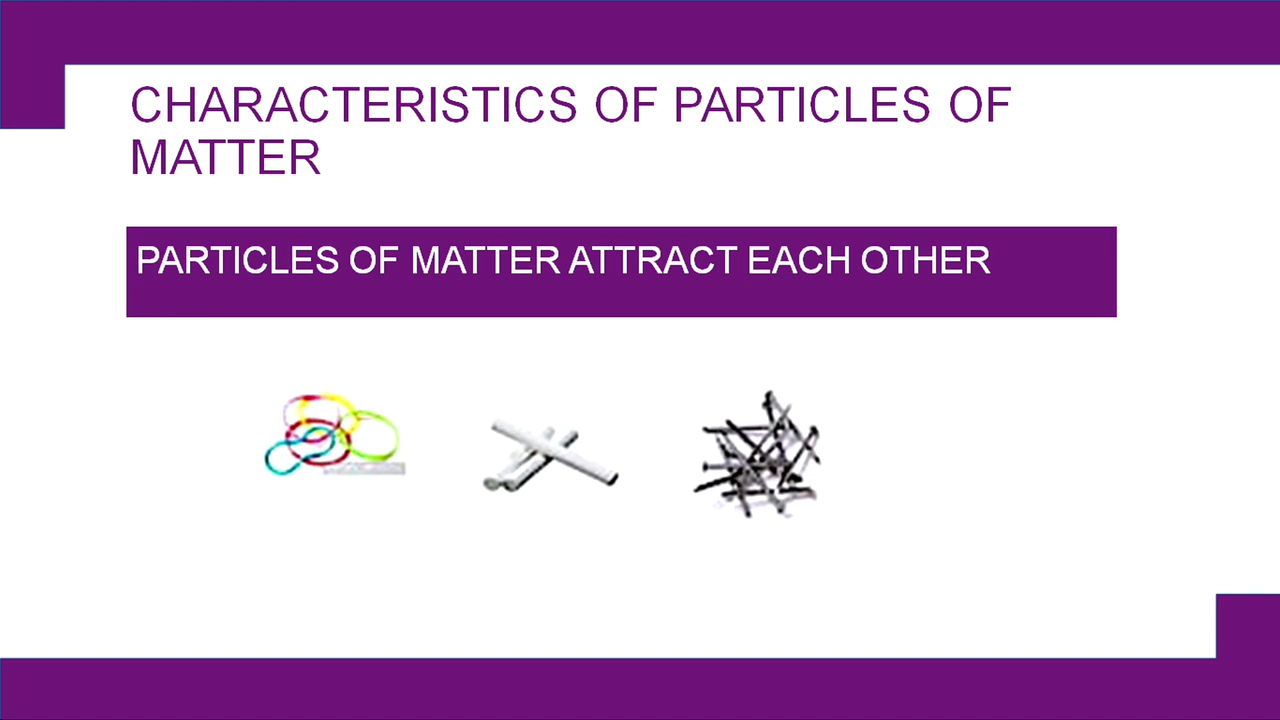 CHARACTERISTICS OF PARTICLES OF
MATTER
PARTICLES OF MATTER ATTRACT EACH OTHER